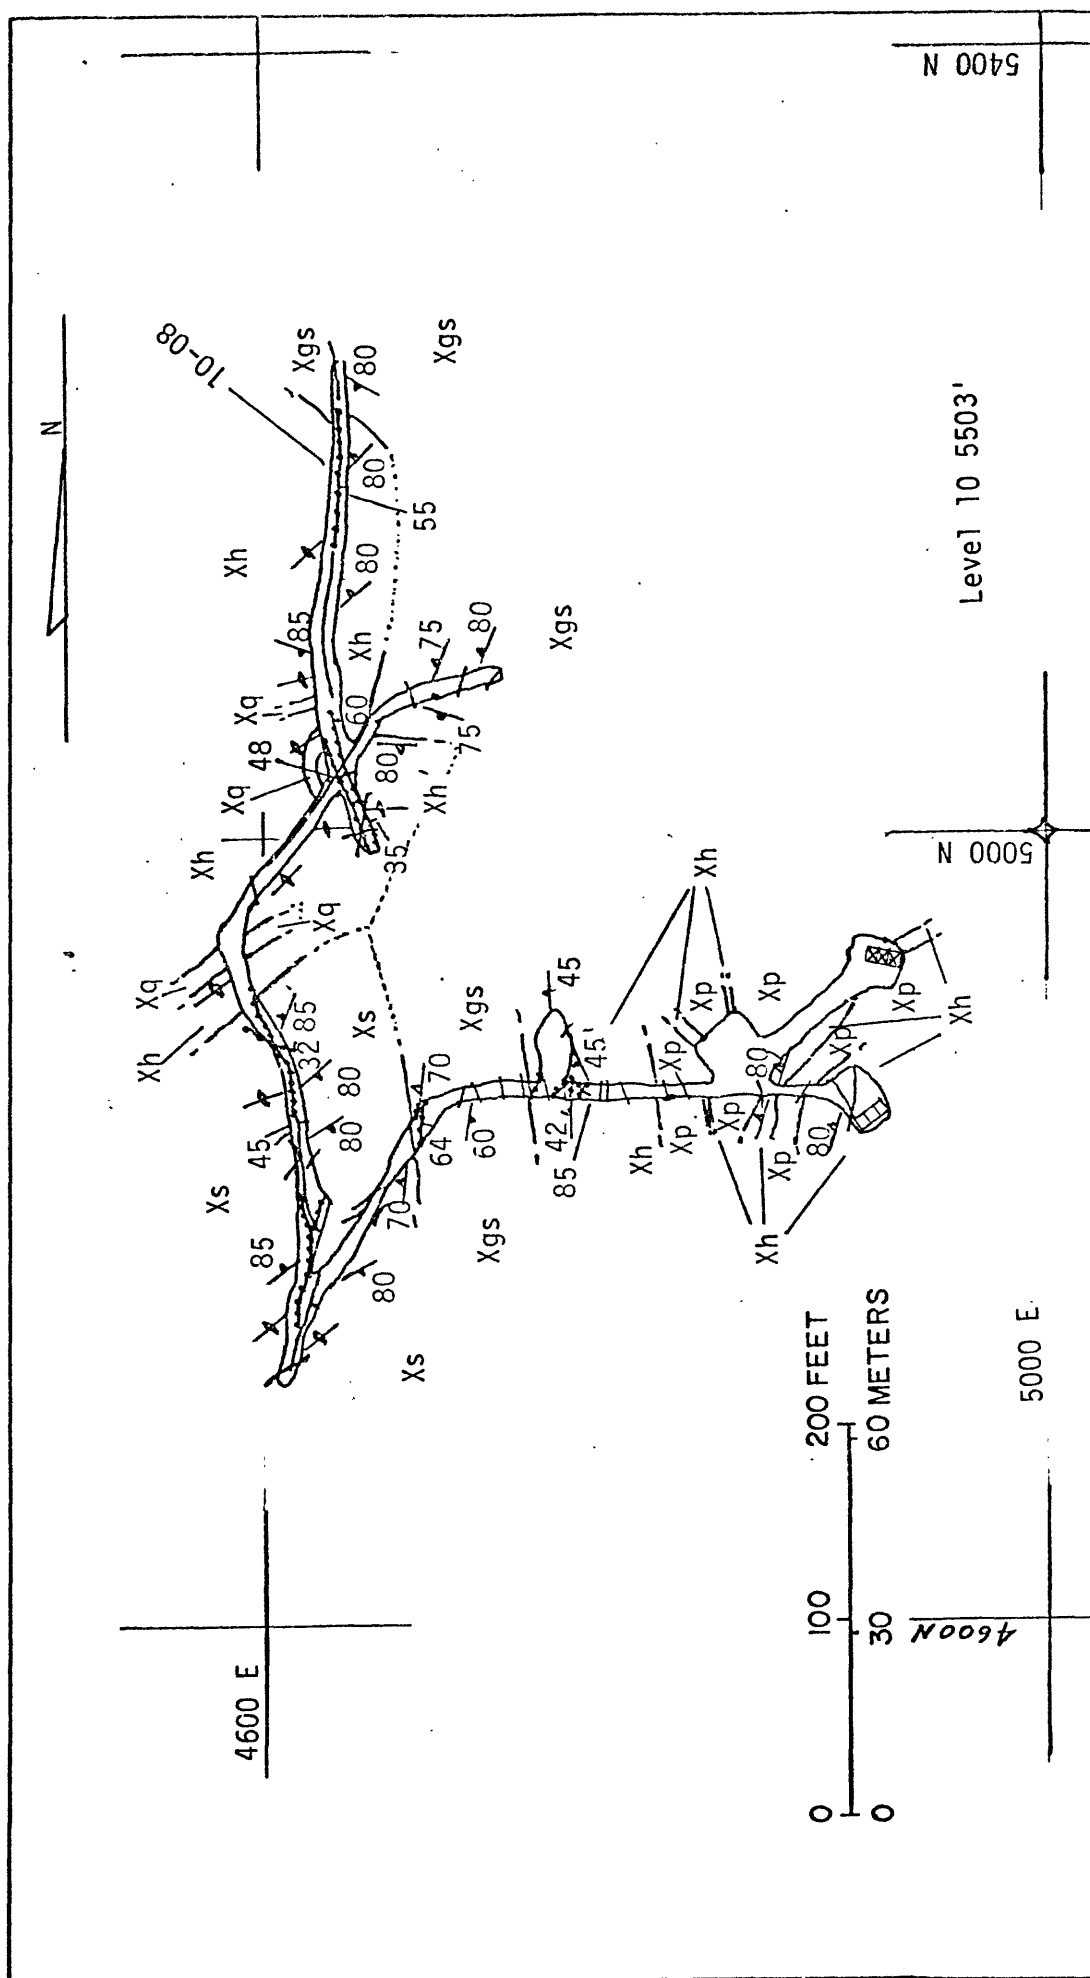 N
5400 N
10-08
Xgs
80
Xgs
80
55
Xh
80
85
Xh
Xq
60
75
80
Xgs
48
Xq
80
75
Xh'
35
Xh
Xq
Xq
Xh
85
32
Xs
80
80
45
Xs
85
80
70
Xs
Xgs
45
70
64
60
45'
42
85
Xgs
Xh
Xh
Xp
Xp
Xp
Xp
Xp
Xp
Xp
80
80
Xh
Xh
5000 N
Level 10 5503'
4600 E
5000 E
4600N
0 100 200 FEET
0 30 60 METERS